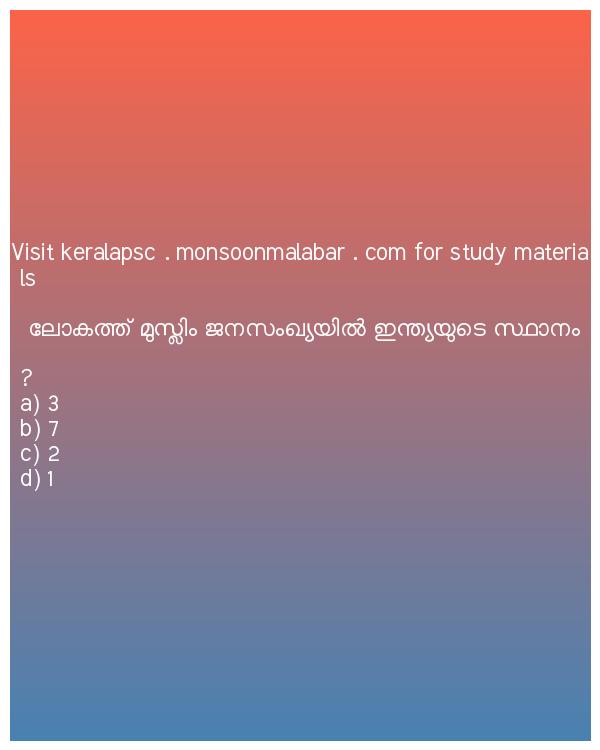 Visit keralapsc . monsoonmalabar . com for study materia
ls
ലോകത്ത് മുസ്ലിം ജനസംഖ്യയിൽ ഇന്ത്യയുടെ സ്ഥാനം
?
a) 3
b) 7
c) 2
d) 1